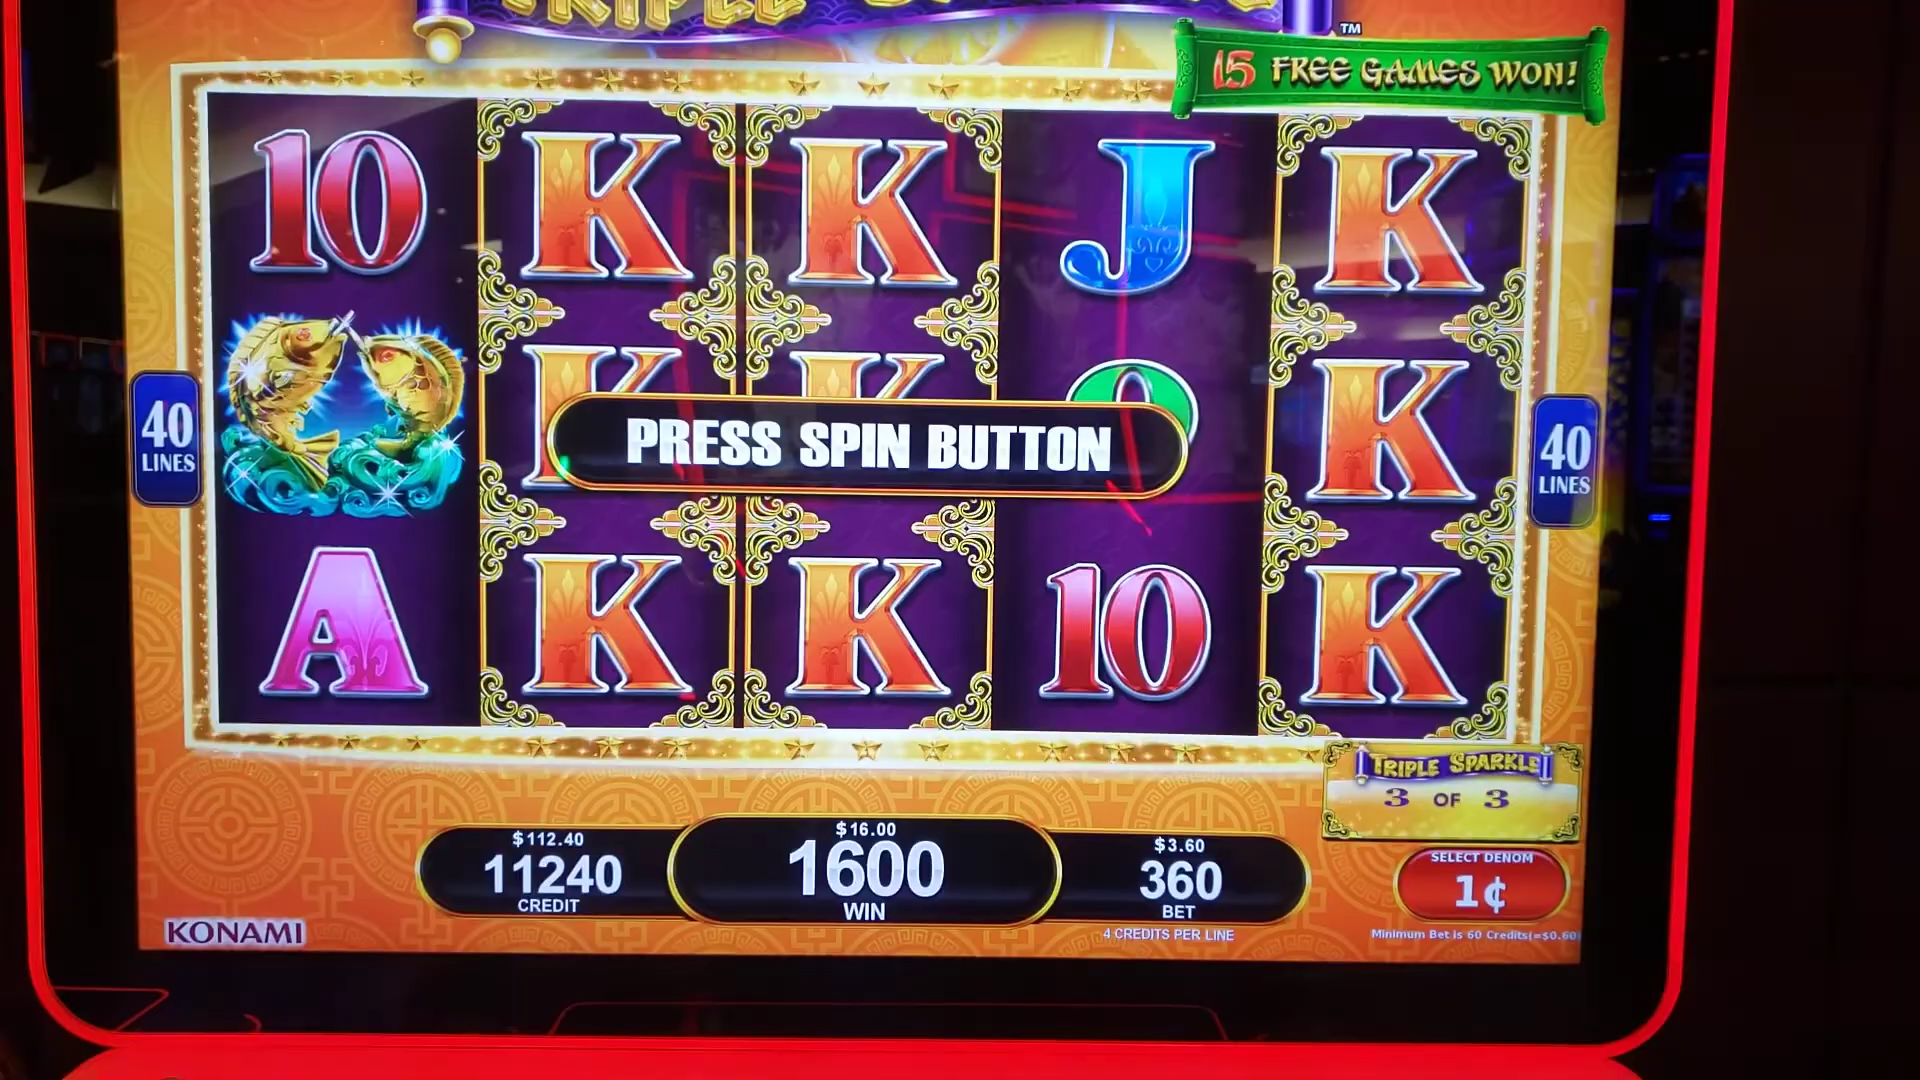 TRIPLE SPARKLE
™
15 FREE GAMES WON!
10 K K J K
40 LINES
K K K
PRESS SPIN BUTTON
40 LINES
A K K 10 K
TRIPLE SPARKLE
3 OF 3
$112.40
11240
CREDIT
$16.00
1600
WIN
$3.60
360
BET
4 CREDITS PER LINE
SELECT DENOM
1¢
Minimum Bet is 60 Credits(=$0.60)
KONAMI